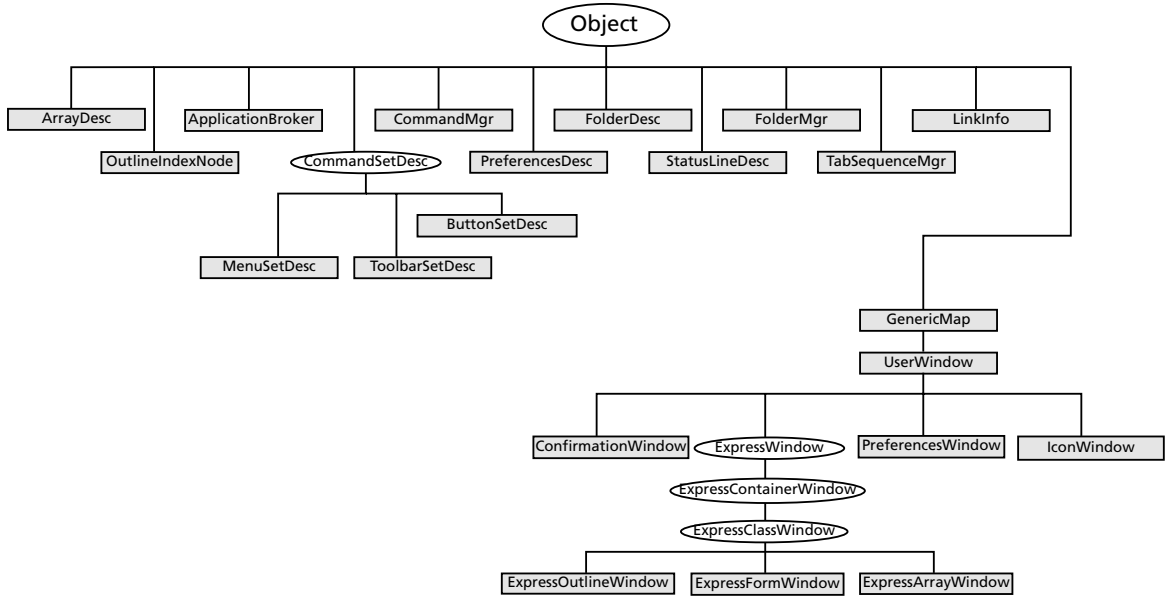 Object
ArrayDesc
ApplicationBroker
CommandMgr
FolderDesc
FolderMgr
LinkInfo
OutlineIndexNode
CommandSetDesc
PreferencesDesc
StatusLineDesc
TabSequenceMgr
ButtonSetDesc
MenuSetDesc
ToolbarSetDesc
GenericMap
UserWindow
ConfirmationWindow
ExpressWindow
PreferencesWindow
IconWindow
ExpressContainerWindow
ExpressClassWindow
ExpressOutlineWindow
ExpressFormWindow
ExpressArrayWindow